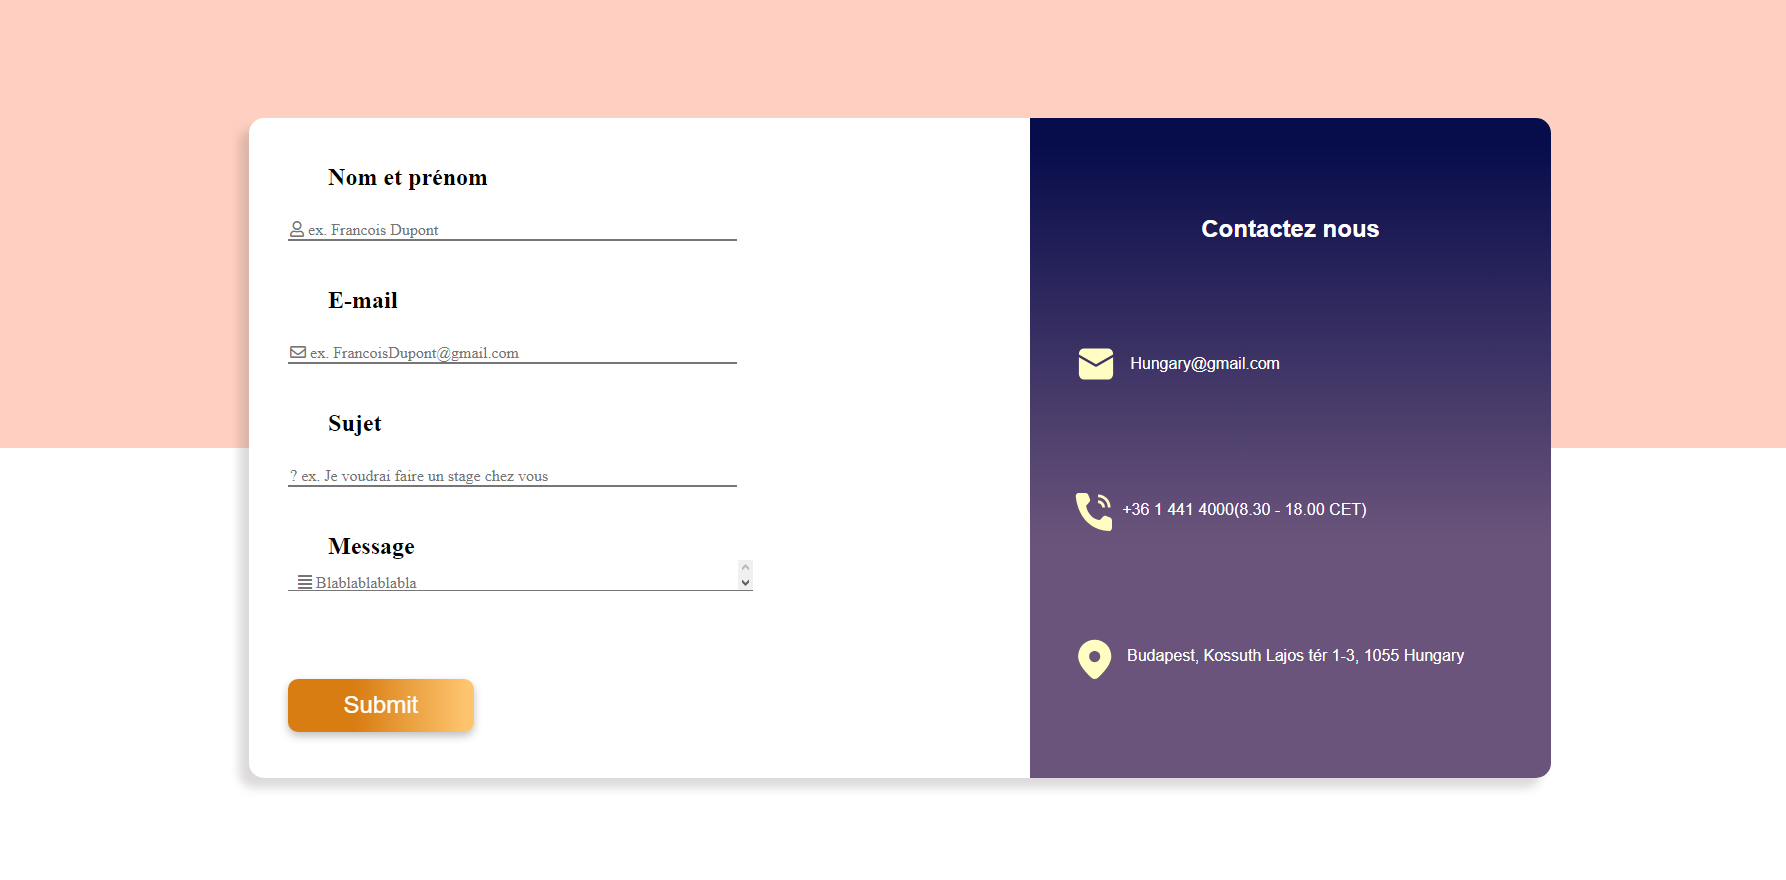 Nom et prénom
ex. Francois Dupont
E-mail
ex. FrancoisDupont@gmail.com
Sujet
? ex. Je voudrai faire un stage chez vous
Message
Blablablablabla
Submit
Contactez nous
Hungary@gmail.com
+36 1 441 4000(8.30 - 18.00 CET)
Budapest, Kossuth Lajos tér 1-3, 1055 Hungary